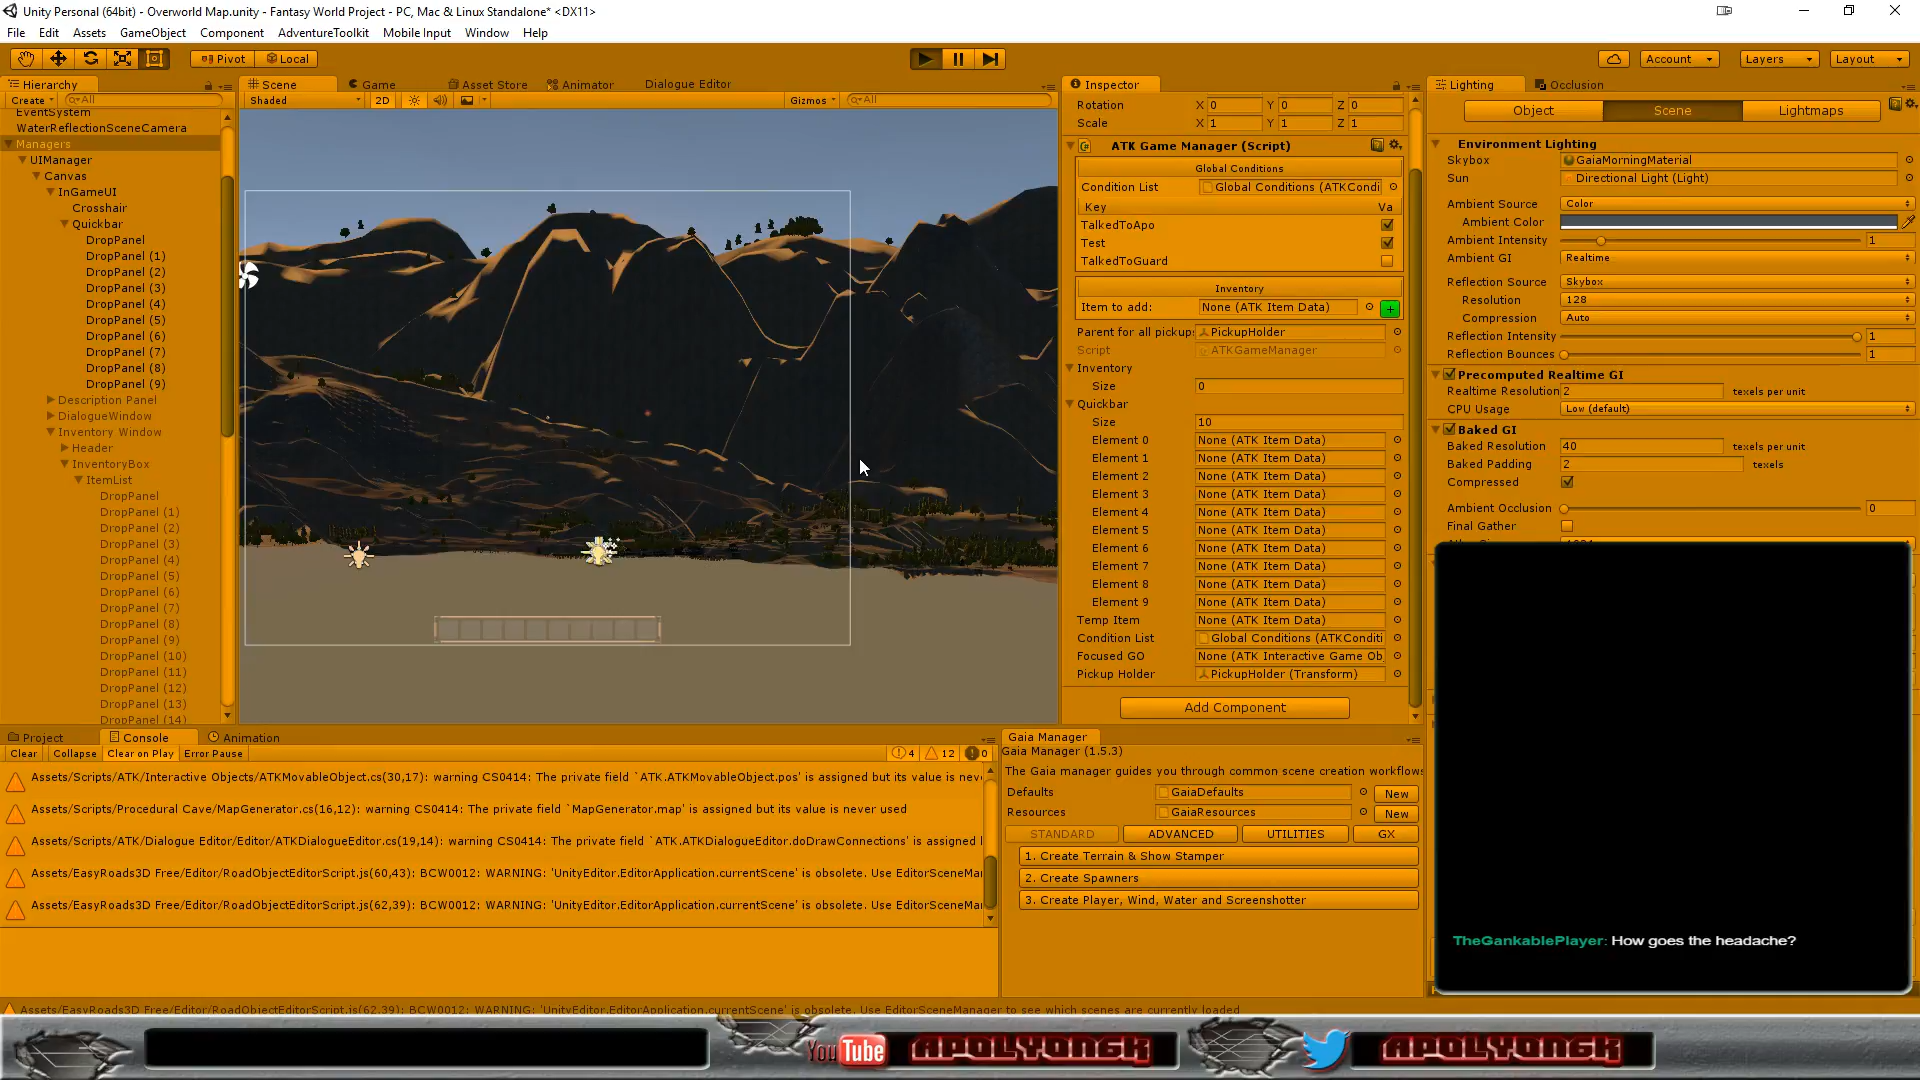 Unity Personal (64bit) - Overworld Map.unity - Fantasy World Project - PC, Mac & Linux Standalone* <DX11>
File Edit Assets GameObject Component AdventureToolkit Mobile Input Window Help
Pivot Local Account Layers Layout
Hierarchy
Create All
EventSystem
WaterReflectionSceneCamera
Managers
UIManager
Canvas
InGameUI
Crosshair
Quickbar
DropPanel
DropPanel (1)
DropPanel (2)
DropPanel (3)
DropPanel (4)
DropPanel (5)
DropPanel (6)
DropPanel (7)
DropPanel (8)
DropPanel (9)
Description Panel
DialogueWindow
Inventory Window
Header
InventoryBox
ItemList
DropPanel
DropPanel (1)
DropPanel (2)
DropPanel (3)
DropPanel (4)
DropPanel (5)
DropPanel (6)
DropPanel (7)
DropPanel (8)
DropPanel (9)
DropPanel (10)
DropPanel (11)
DropPanel (12)
DropPanel (13)
DropPanel (14)
Scene Game Asset Store Animator Dialogue Editor
Shaded 2D Gizmos All
Inspector
Rotation X 0 Y 0 Z 0
Scale X 1 Y 1 Z 1
ATK Game Manager (Script)
Global Conditions
Condition List Global Conditions (ATKCondi
Key Va
TalkedToApo
Test
TalkedToGuard
Inventory
Item to add: None (ATK Item Data) +
Parent for all pickup: PickupHolder
Script ATKGameManager
Inventory
Size 0
Quickbar
Size 10
Element 0 None (ATK Item Data)
Element 1 None (ATK Item Data)
Element 2 None (ATK Item Data)
Element 3 None (ATK Item Data)
Element 4 None (ATK Item Data)
Element 5 None (ATK Item Data)
Element 6 None (ATK Item Data)
Element 7 None (ATK Item Data)
Element 8 None (ATK Item Data)
Element 9 None (ATK Item Data)
Temp Item None (ATK Item Data)
Condition List Global Conditions (ATKConditi
Focused GO None (ATK Interactive Game Ob
Pickup Holder PickupHolder (Transform)
Add Component
Lighting Occlusion
Object Scene Lightmaps
Environment Lighting
Skybox GaiaMorningMaterial
Sun Directional Light (Light)
Ambient Source Color
Ambient Color
Ambient Intensity 1
Ambient GI Realtime
Reflection Source Skybox
Resolution 128
Compression Auto
Reflection Intensity 1
Reflection Bounces 1
Precomputed Realtime GI
Realtime Resolution 2 texels per unit
CPU Usage Low (default)
Baked GI
Baked Resolution 40 texels per unit
Baked Padding 2 texels
Compressed
Ambient Occlusion 0
Final Gather
TheGankablePlayer: How goes the headache?
Project Console Animation
Clear Collapse Clear on Play Error Pause 4 12 0
Assets/Scripts/ATK/Interactive Objects/ATKMovableObject.cs(30,17): warning CS0414: The private field `ATK.ATKMovableObject.pos' is assigned but its value is neve
Assets/Scripts/Procedural Cave/MapGenerator.cs(16,12): warning CS0414: The private field `MapGenerator.map' is assigned but its value is never used
Assets/Scripts/ATK/Dialogue Editor/Editor/ATKDialogueEditor.cs(19,14): warning CS0414: The private field `ATK.ATKDialogueEditor.doDrawConnections' is assigned
Assets/EasyRoads3D Free/Editor/RoadObjectEditorScript.js(60,43): BCW0012: WARNING: 'UnityEditor.EditorApplication.currentScene' is obsolete. Use EditorSceneMa
Assets/EasyRoads3D Free/Editor/RoadObjectEditorScript.js(62,39): BCW0012: WARNING: 'UnityEditor.EditorApplication.currentScene' is obsolete. Use EditorSceneMa
Gaia Manager
Gaia Manager (1.5.3)
The Gaia manager guides you through common scene creation workflows
Defaults GaiaDefaults New
Resources GaiaResources New
STANDARD ADVANCED UTILITIES GX
1. Create Terrain & Show Stamper
2. Create Spawners
3. Create Player, Wind, Water and Screenshotter
Assets/EasyRoads3D Free/Editor/RoadObjectEditorScript.js(62,39): BCW0012: WARNING: 'UnityEditor.EditorApplication.currentScene' is obsolete. Use EditorSceneManager to see which scenes are currently loaded
YouTube APOLYON6K APOLYON6K